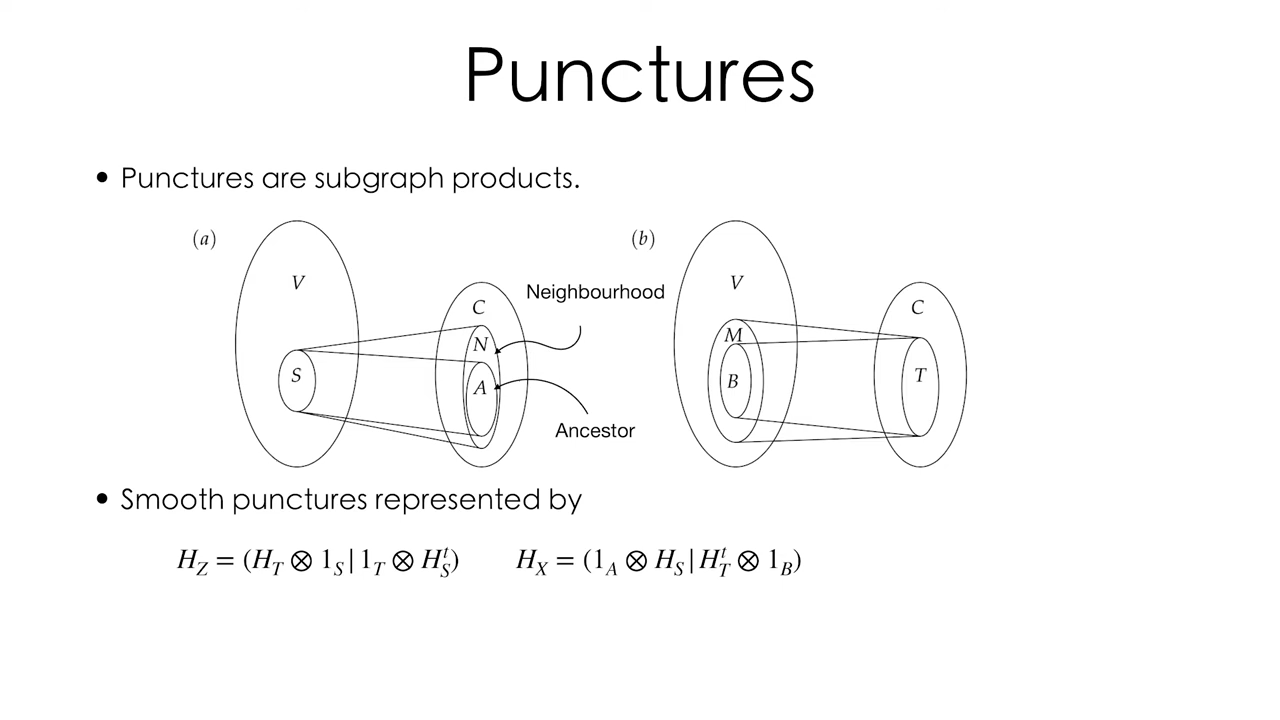 Punctures
• Punctures are subgraph products.
(a)
V
S
C
N
A
Neighbourhood
Ancestor
(b)
V
M
B
C
T
• Smooth punctures represented by
H_Z = (H_T ⊗ 1_S | 1_T ⊗ H_S^t) H_X = (1_A ⊗ H_S | H_T^t ⊗ 1_B)